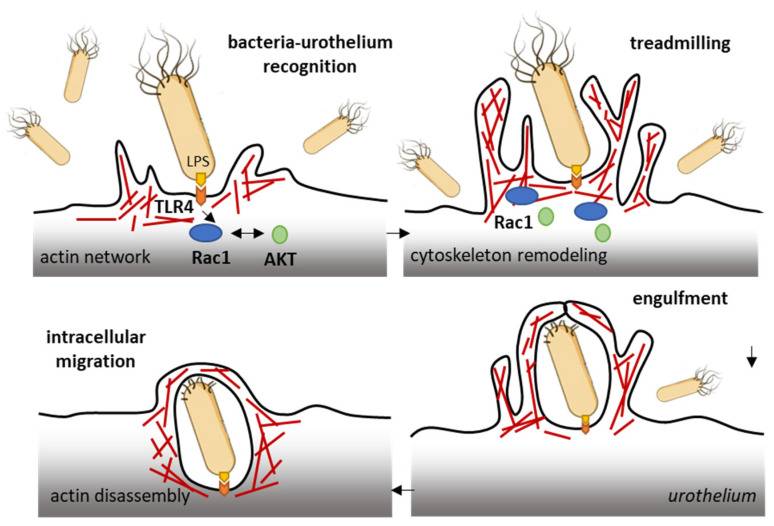 bacteria-urothelium
recognition
LPS
TLR4
Rac1
AKT
actin network
treadmilling
Rac1
cytoskeleton remodeling
engulfment
urothelium
intracellular
migration
actin disassembly